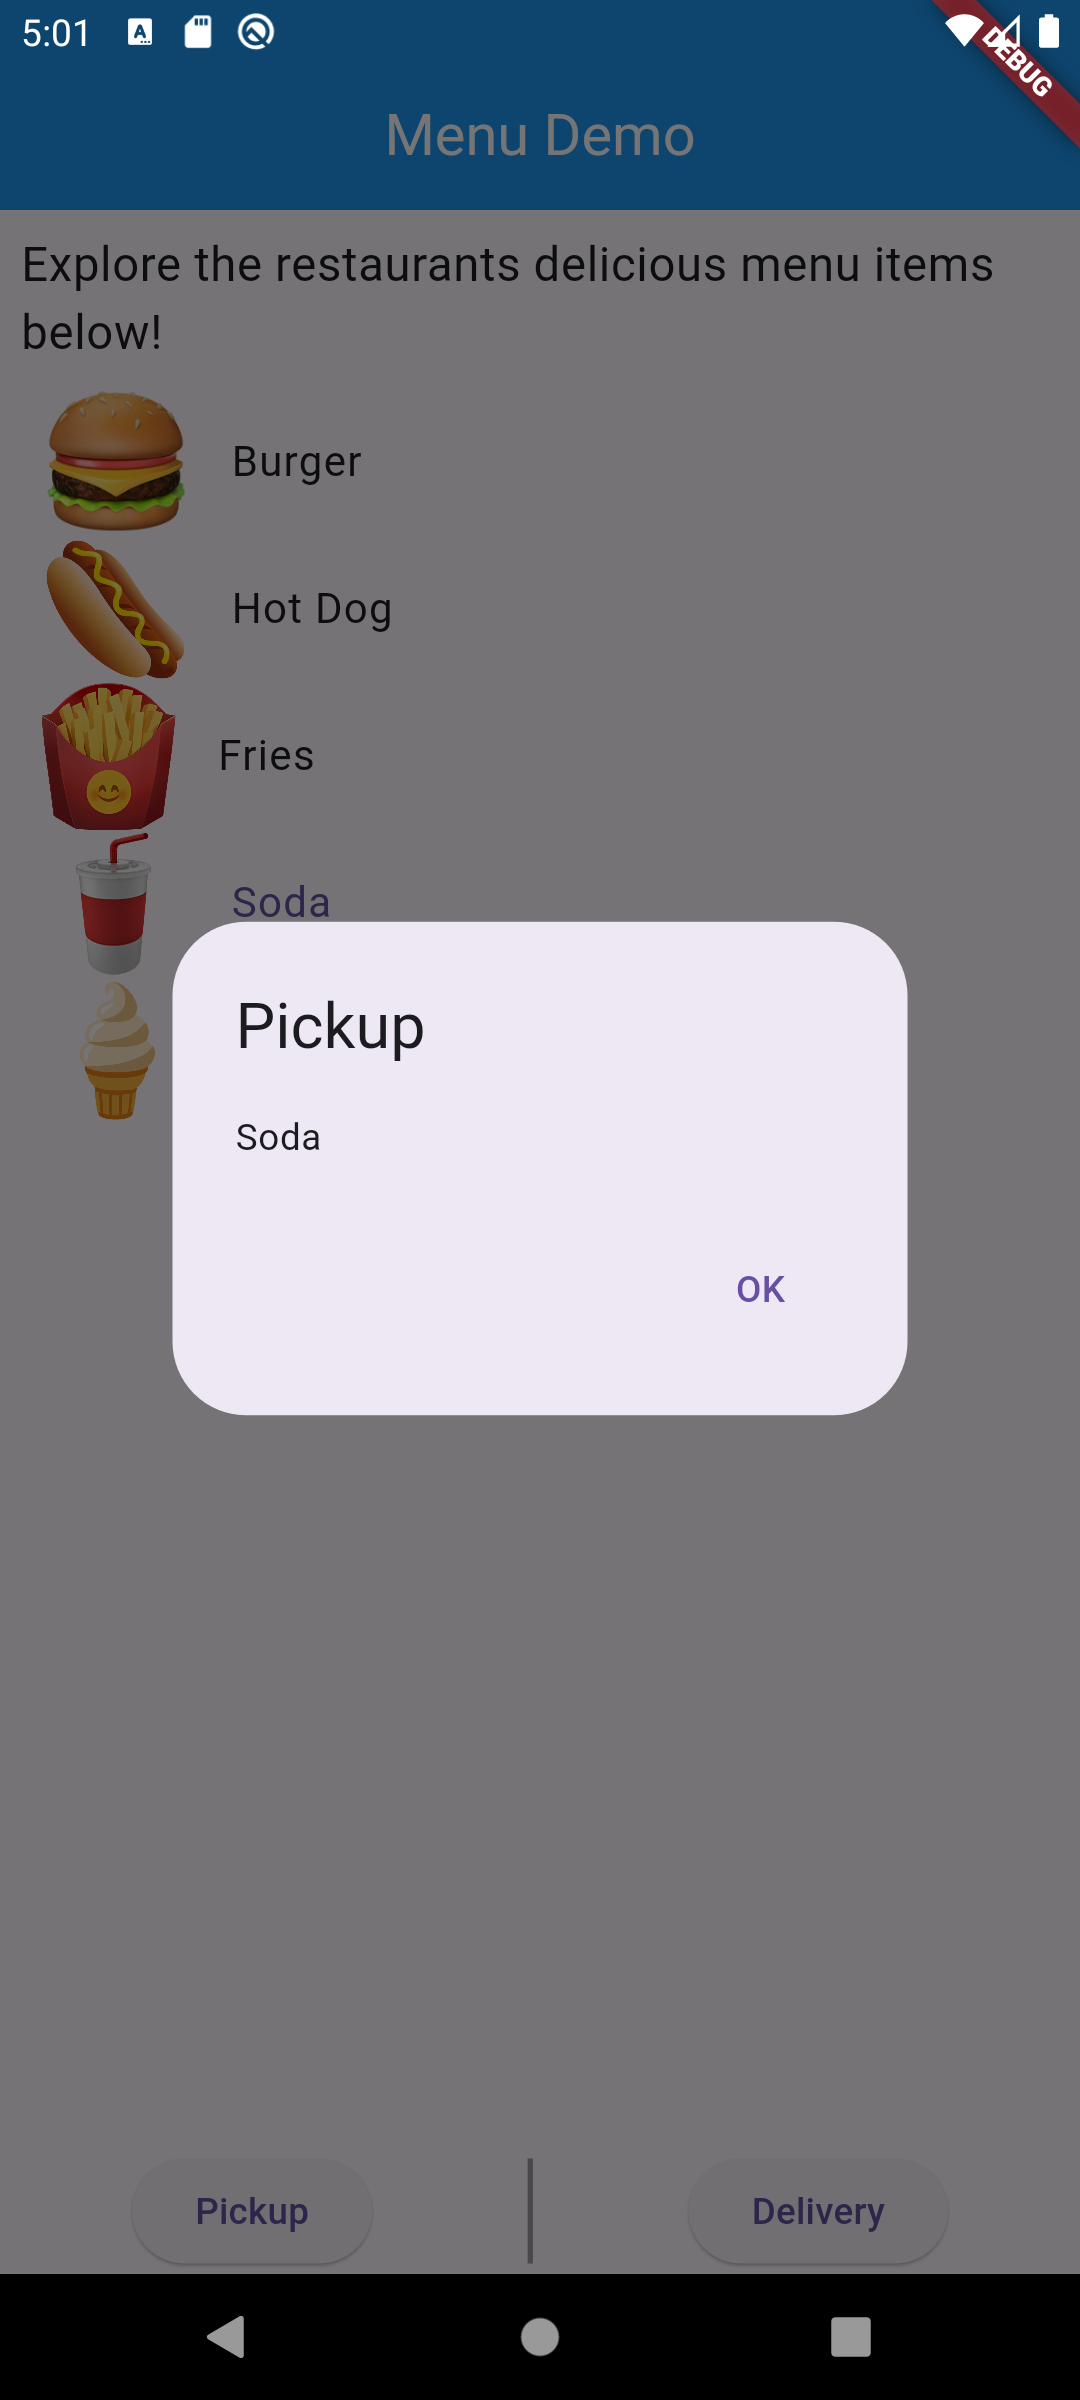 5:01
DEBUG
Menu Demo
Explore the restaurants delicious menu items
below!
Burger
Hot Dog
Fries
Soda
Pickup
Soda
OK
Pickup
Delivery